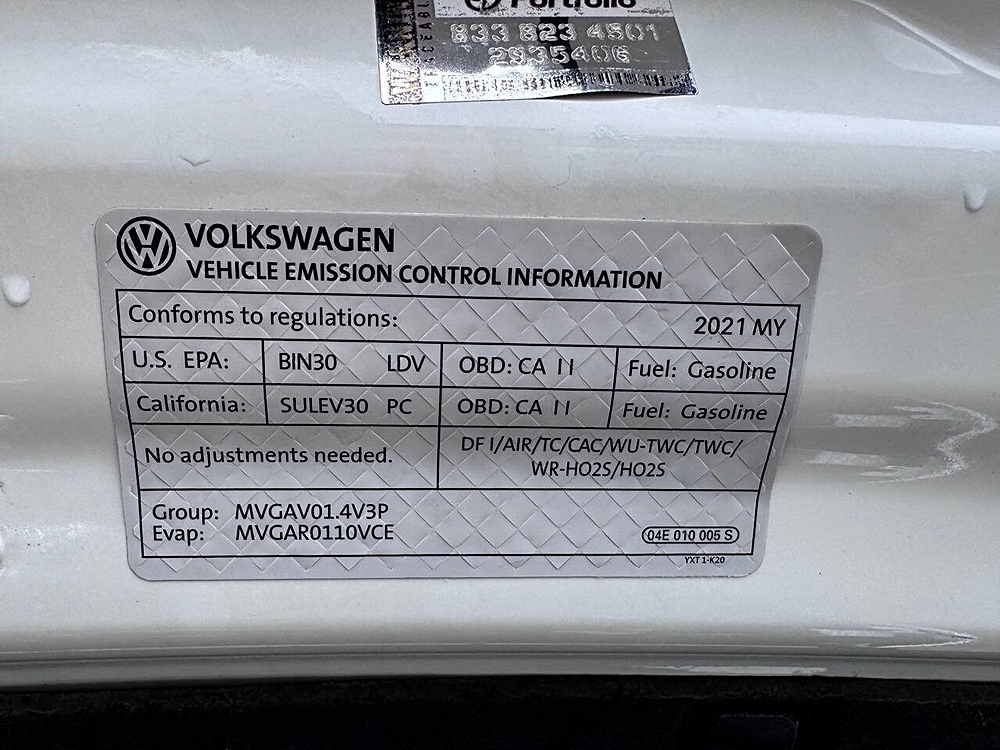 Portfolio
833 823 4501
2935406
VOLKSWAGEN
VEHICLE EMISSION CONTROL INFORMATION
Conforms to regulations: 2021 MY
U.S. EPA: BIN30 LDV OBD: CA II Fuel: Gasoline
California: SULEV30 PC OBD: CA II Fuel: Gasoline
No adjustments needed.
DFI/AIR/TC/CAC/WU-TWC/TWC/
WR-HO2S/HO2S
Group: MVGAV01.4V3P
Evap: MVGAR0110VCE
04E 010 005 S
YXT 1-K20